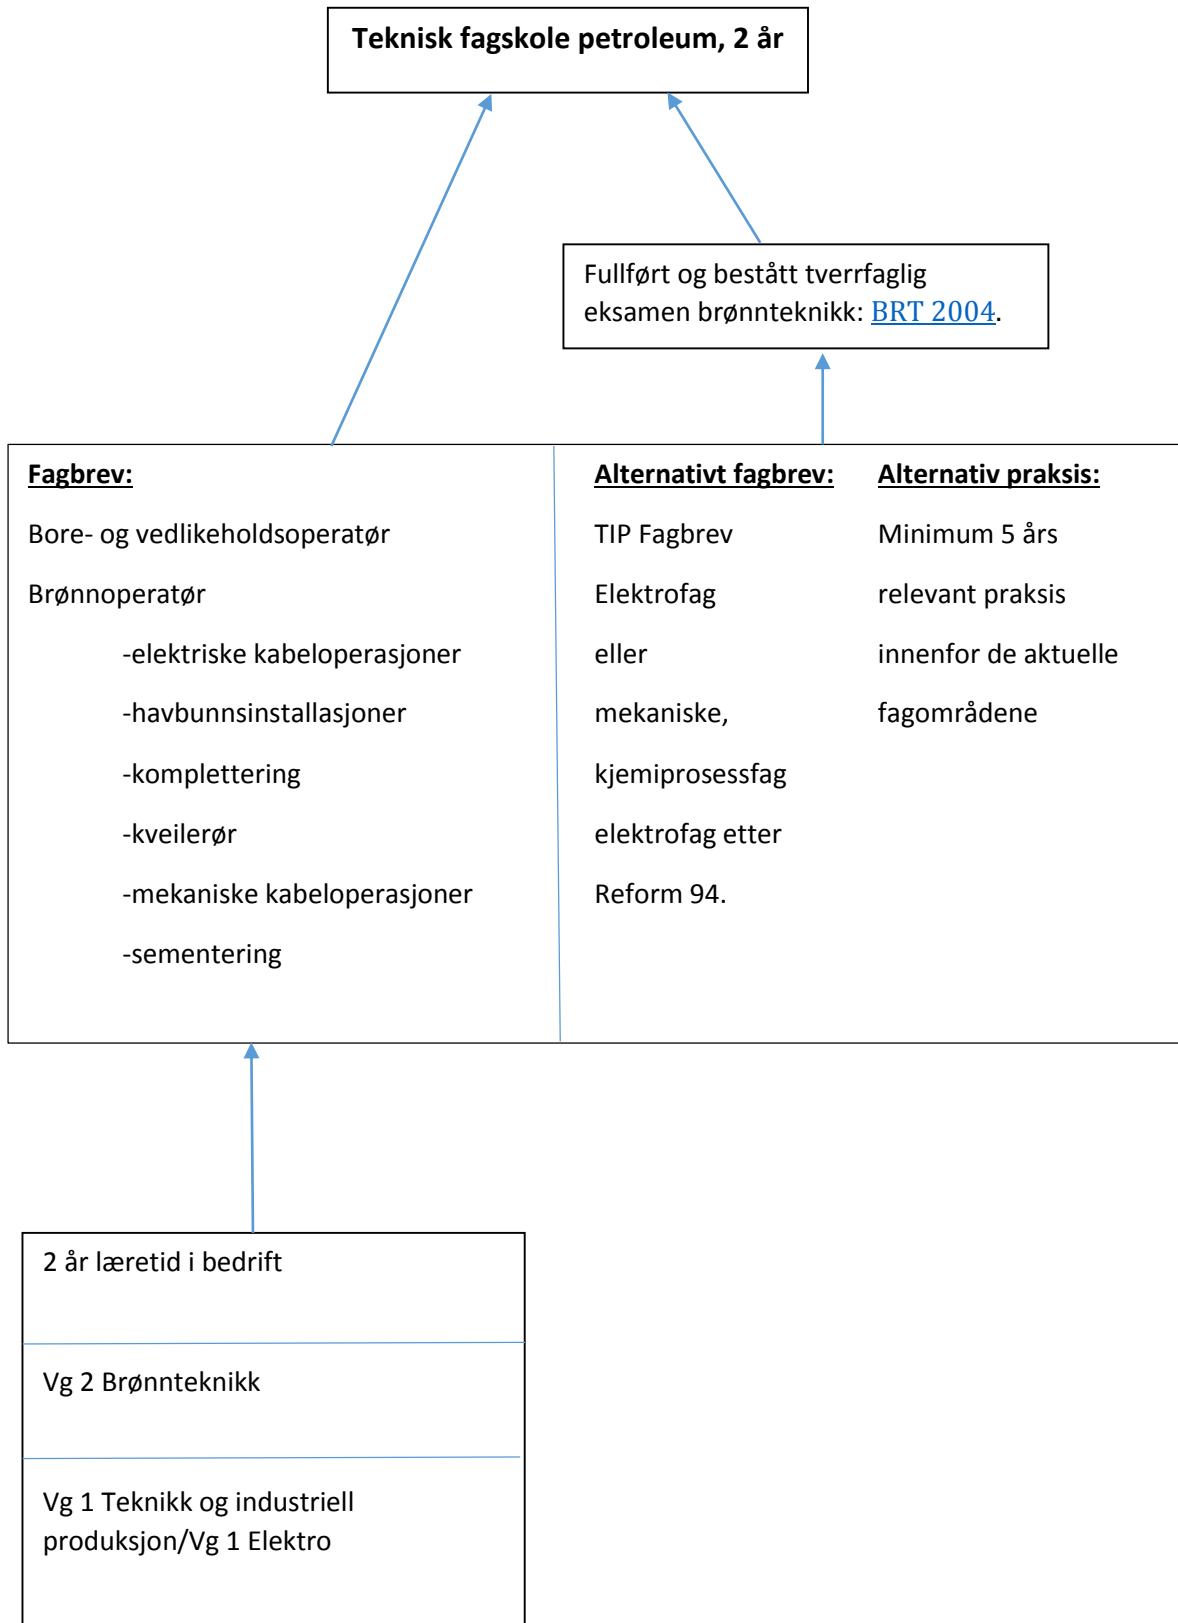 Teknisk fagskole petroleum, 2 år
Fullført og bestått tverrfaglig
eksamen brønnteknikk: BRT 2004.
Fagbrev:
Bore- og vedlikeholdsoperatør
Brønnoperatør
-elektriske kabeloperasjoner
-havbunnsinstallasjoner
-komplettering
-kveilerør
-mekaniske kabeloperasjoner
-sementering
Alternativt fagbrev:
TIP Fagbrev
Elektrofag
eller
mekaniske,
kjemiprosessfag
elektrofag etter
Reform 94.
Alternativ praksis:
Minimum 5 års
relevant praksis
innenfor de aktuelle
fagområdene
2 år læretid i bedrift
Vg 2 Brønnteknikk
Vg 1 Teknikk og industriell
produksjon/Vg 1 Elektro